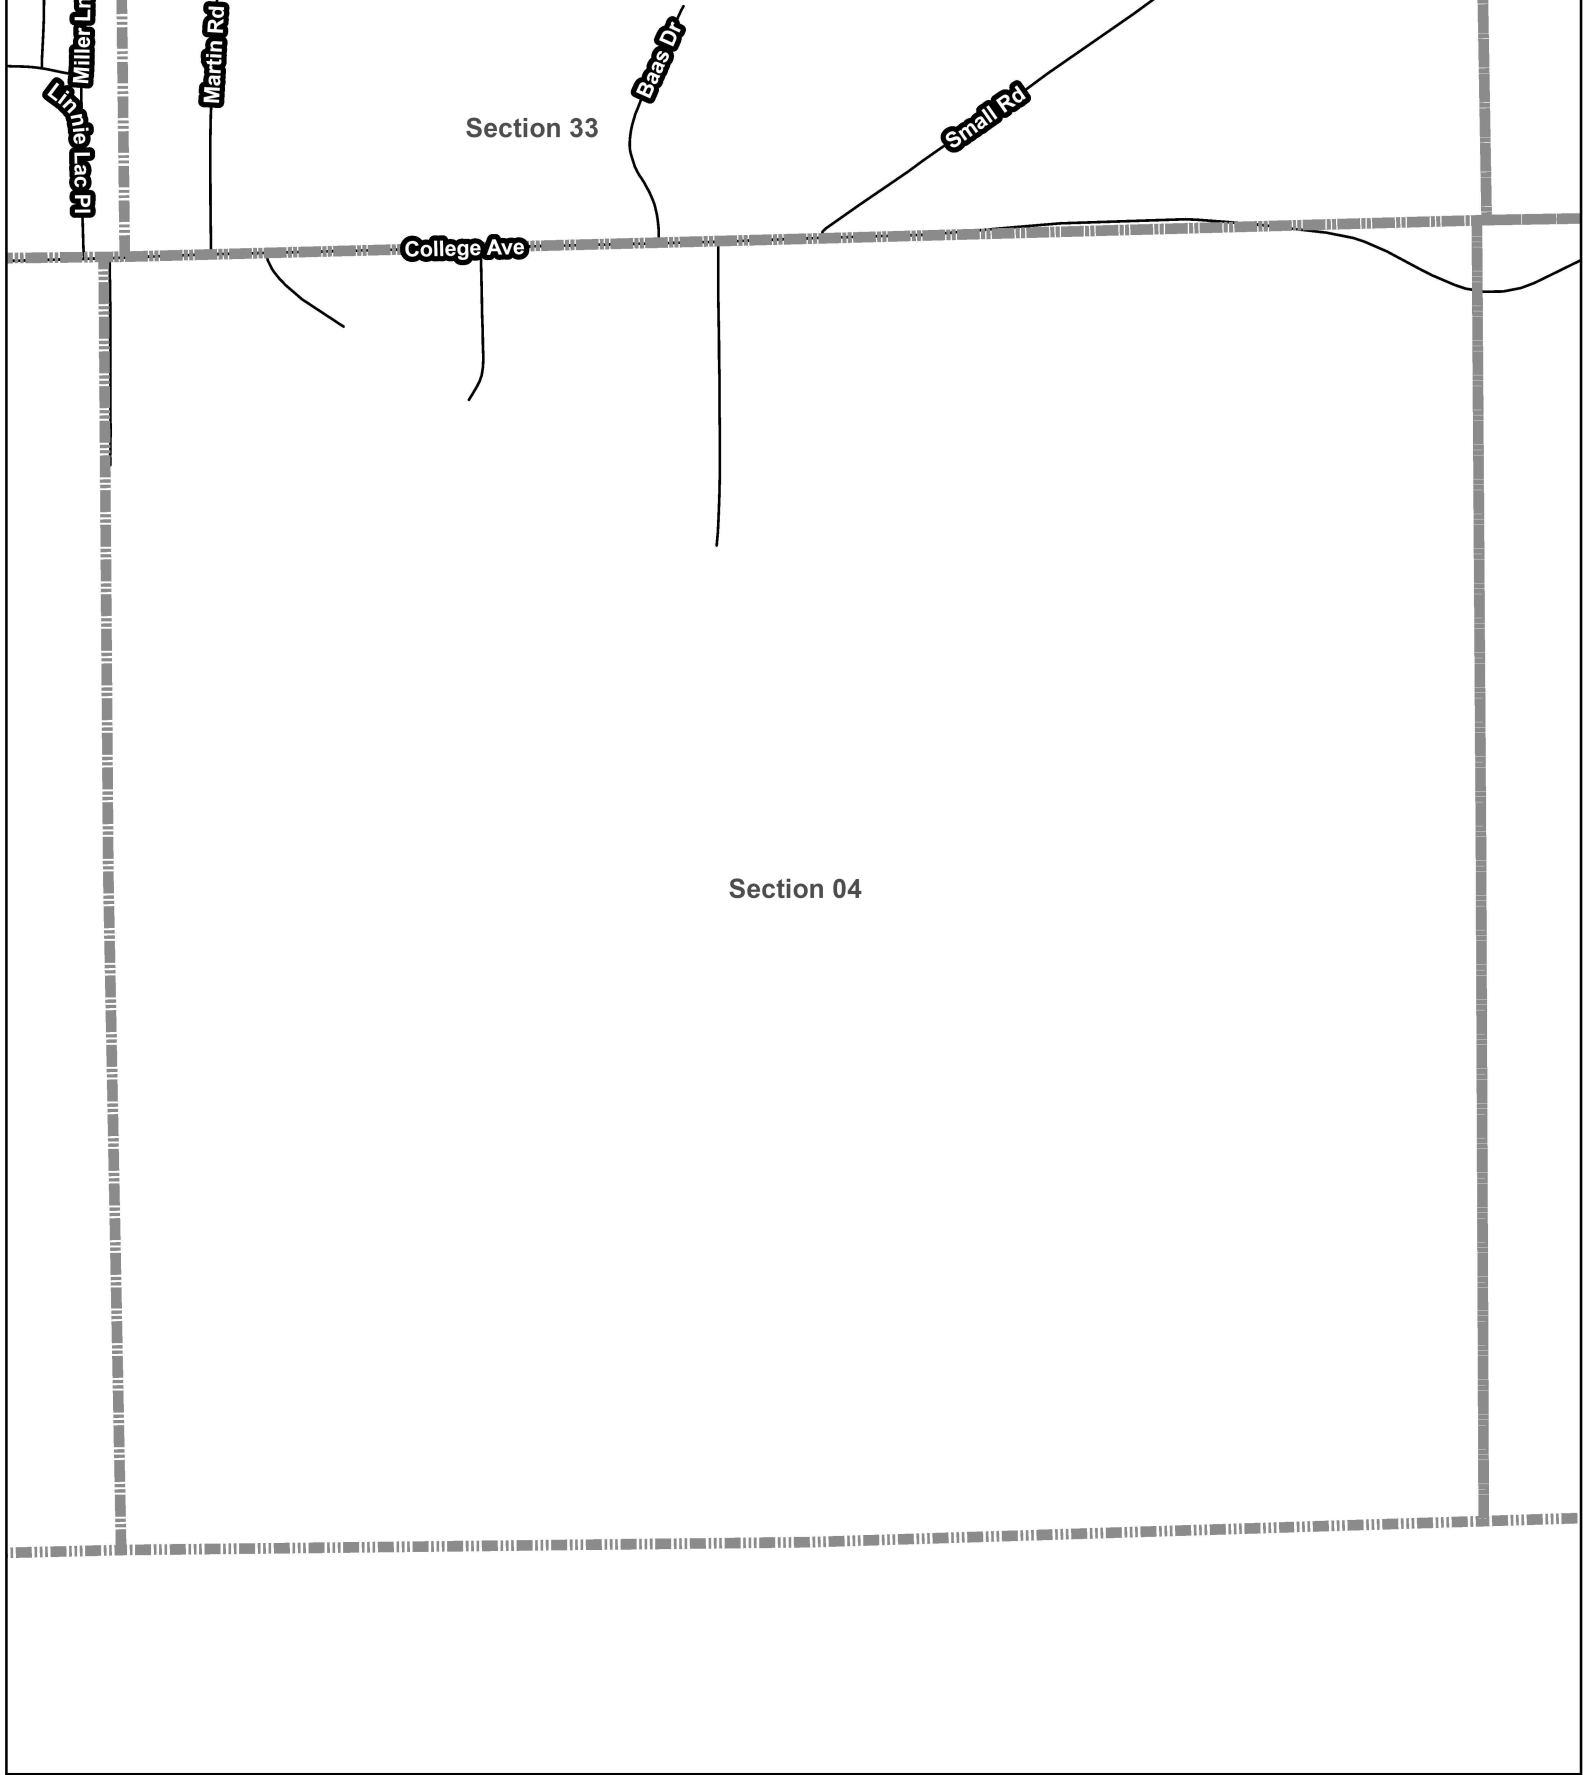 Miller Ln
Martin Rd
Baas Dr
Linnie Lac Pl
Section 33
Small Rd
College Ave
Section 04